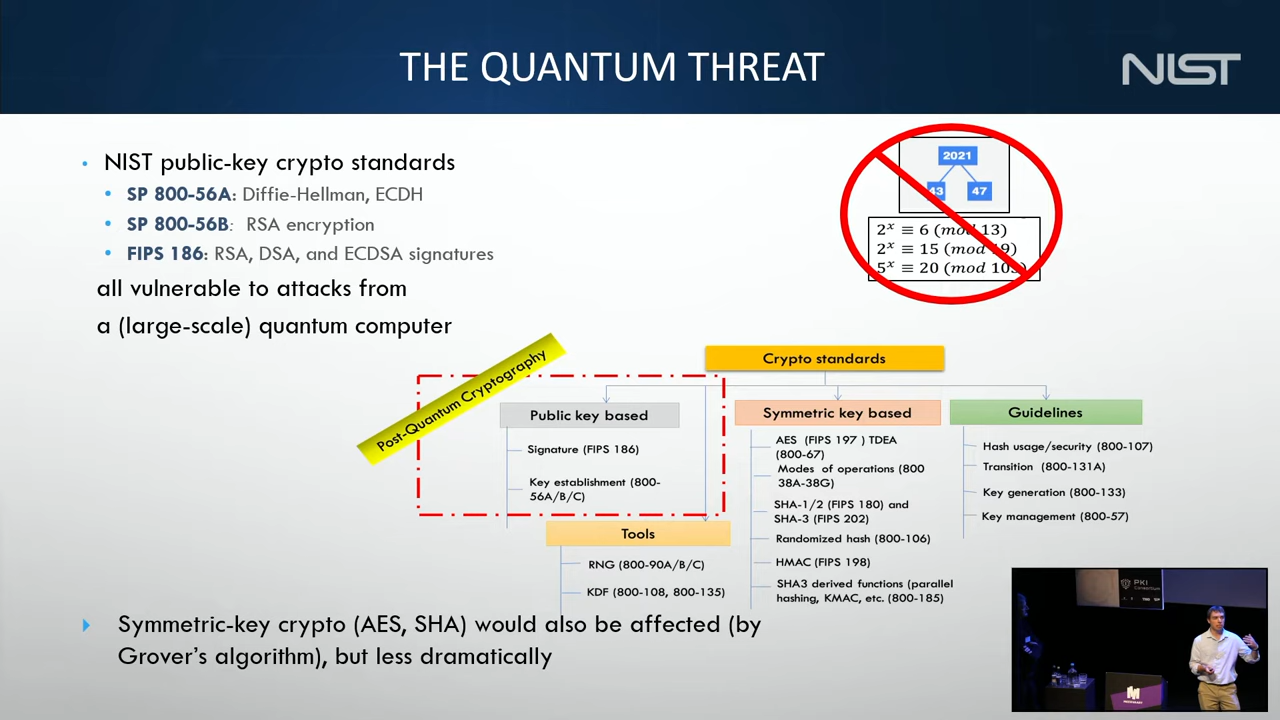 THE QUANTUM THREAT
NIST
• NIST public-key crypto standards
• SP 800-56A: Diffie-Hellman, ECDH
• SP 800-56B: RSA encryption
• FIPS 186: RSA, DSA, and ECDSA signatures
all vulnerable to attacks from
a (large-scale) quantum computer
2021
43 47
2^x ≡ 6 (mod 13)
2^x ≡ 15 (mod 19)
5^x ≡ 20 (mod 103)
Post-Quantum Cryptography
Crypto standards
Public key based
Signature (FIPS 186)
Key establishment (800-
56A/B/C)
Tools
RNG (800-90A/B/C)
KDF (800-108, 800-135)
Symmetric key based
AES (FIPS 197 ) TDEA
(800-67)
Modes of operations (800
38A-38G)
SHA-1/2 (FIPS 180) and
SHA-3 (FIPS 202)
Randomized hash (800-106)
HMAC (FIPS 198)
SHA3 derived functions (parallel
hashing, KMAC, etc. (800-185)
Guidelines
Hash usage/security (800-107)
Transition (800-131A)
Key generation (800-133)
Key management (800-57)
Symmetric-key crypto (AES, SHA) would also be affected (by
Grover's algorithm), but less dramatically
PKI
Consortium